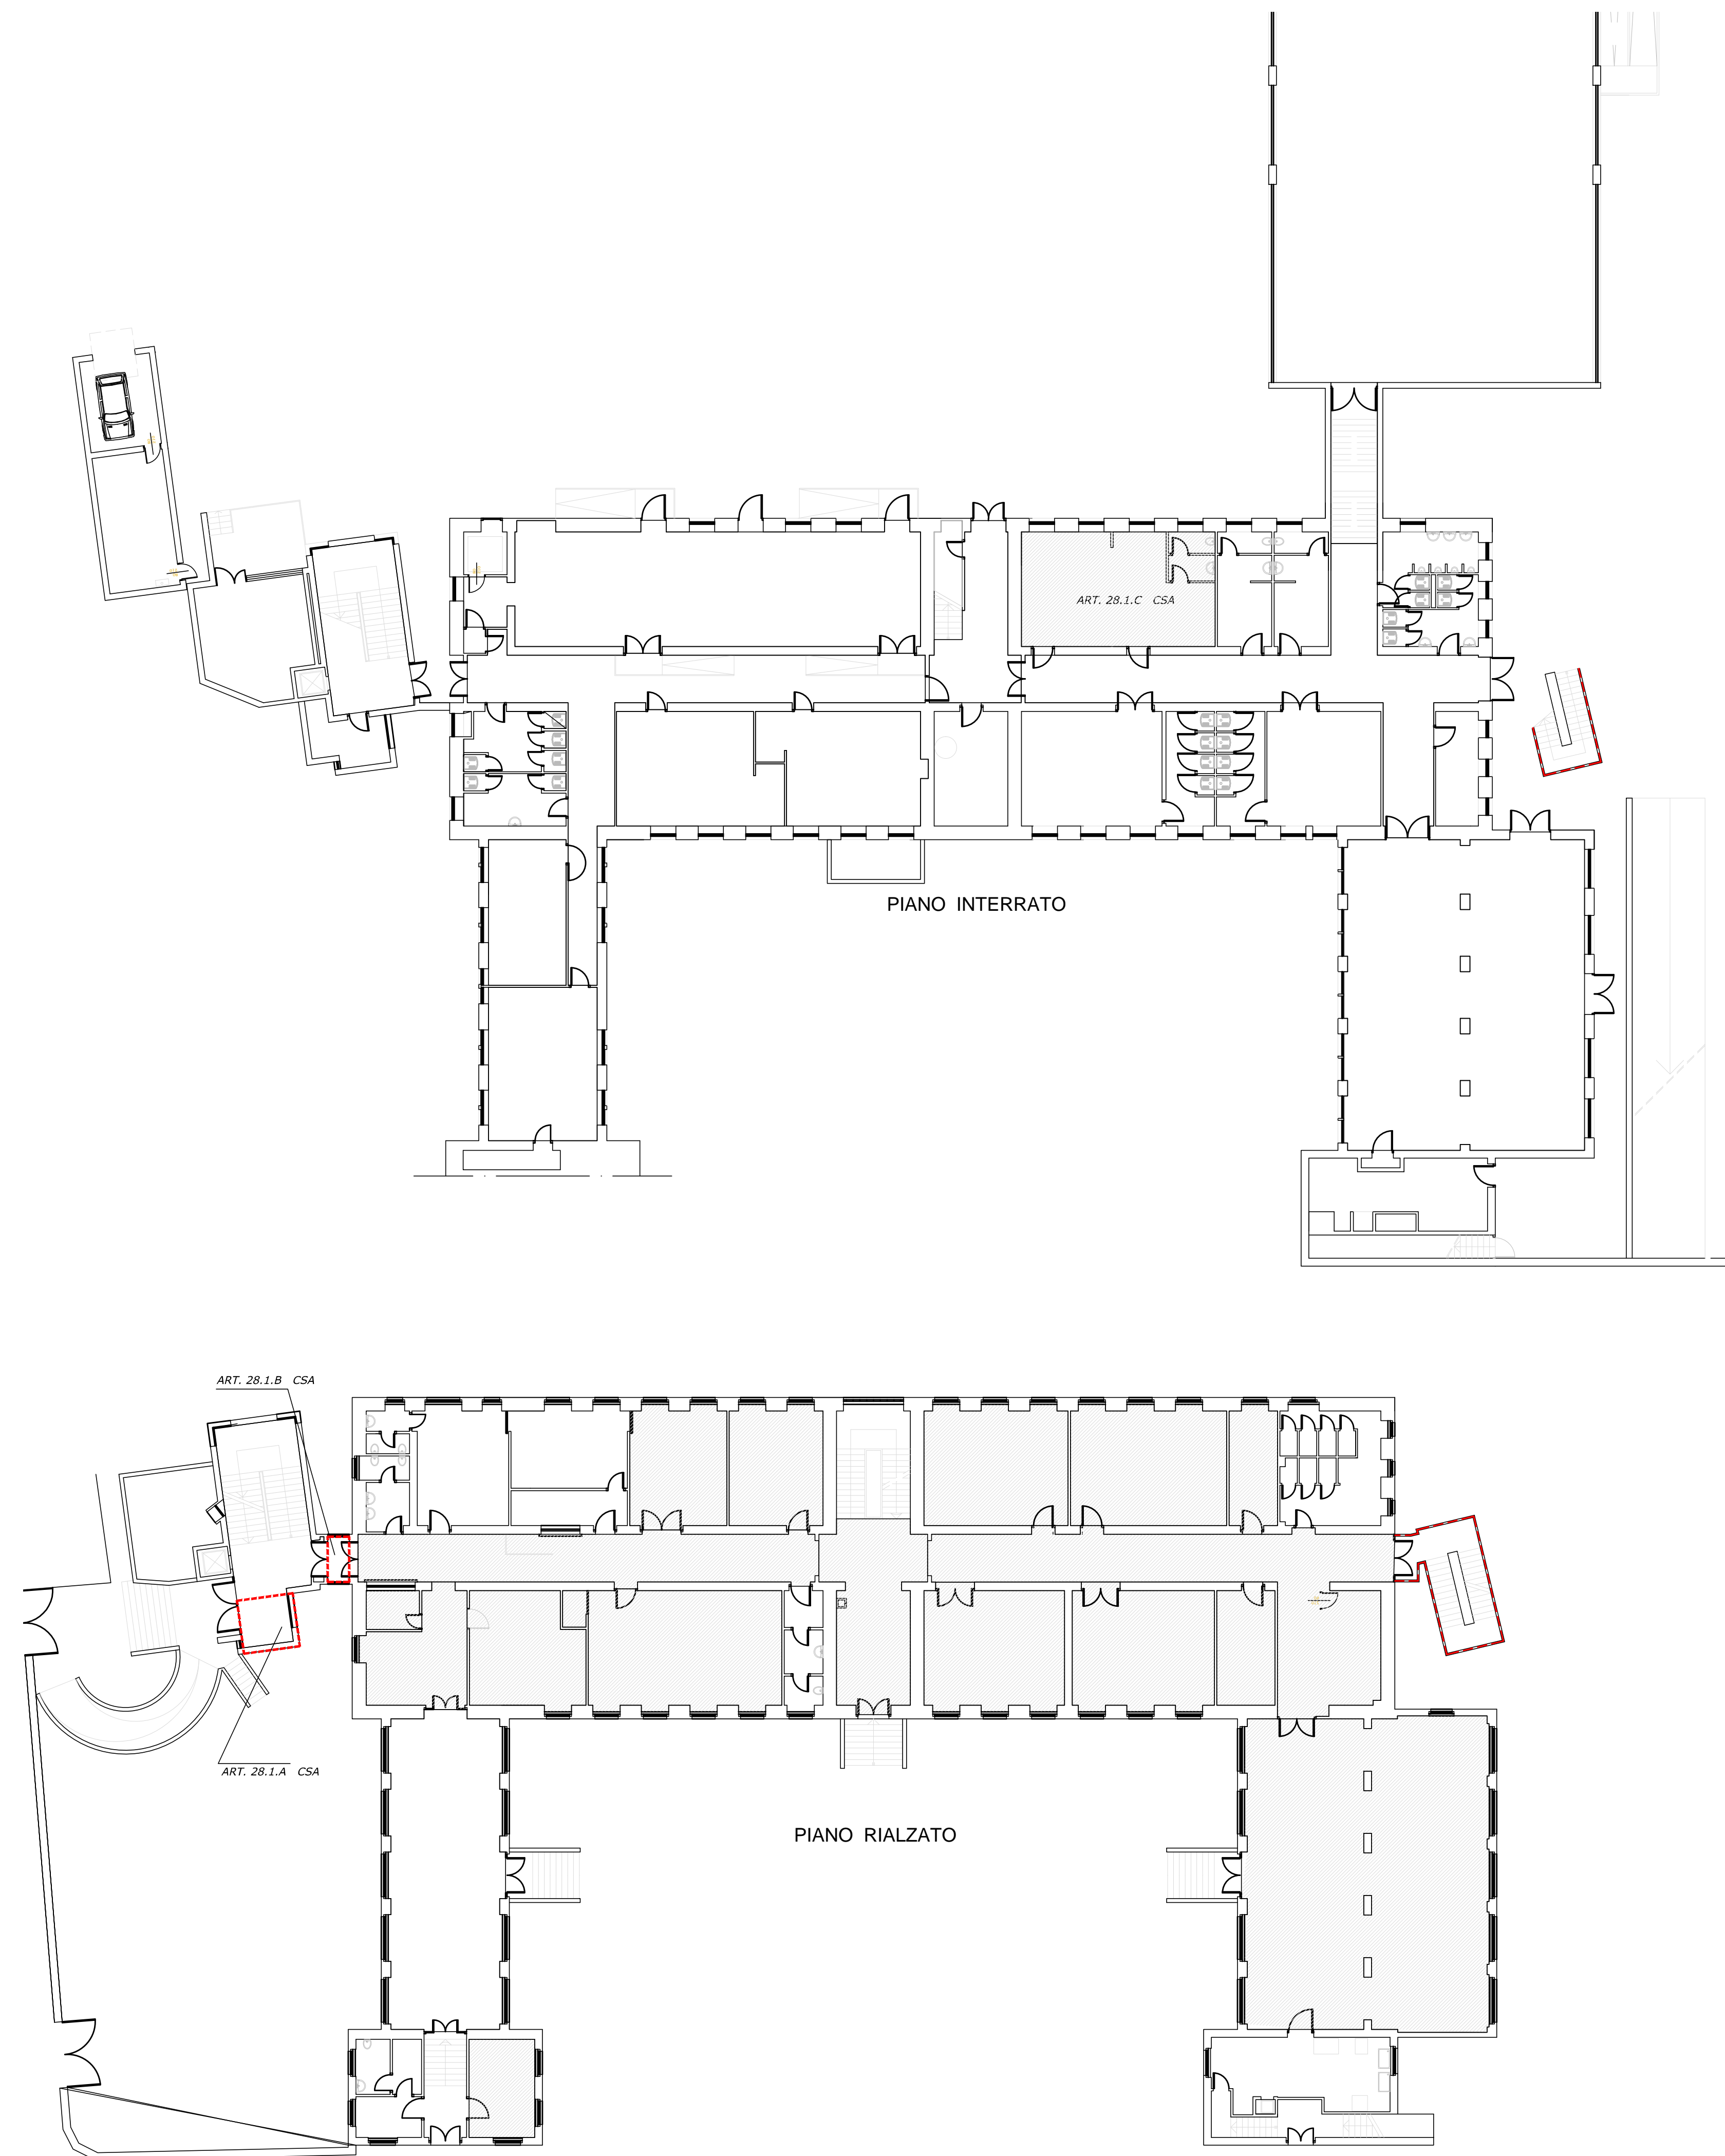 ART. 28.1.C CSA
PIANO INTERRATO
ART. 28.1.B CSA
ART. 28.1.A CSA
PIANO RIALZATO